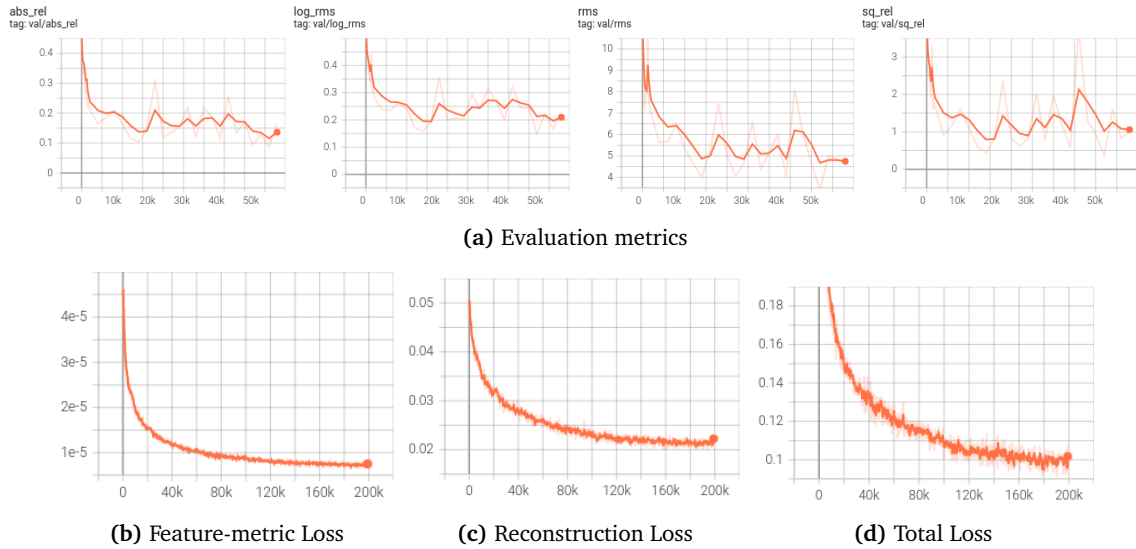 abs_rel
tag: val/abs_rel
log_rms
tag: val/log_rms
rms
tag: val/rms
sq_rel
tag: val/sq_rel
0.4
0.3
0.2
0.1
0
0 10k 20k 30k 40k 50k
0.4
0.3
0.2
0.1
0
0 10k 20k 30k 40k 50k
10
9
8
7
6
5
4
0 10k 20k 30k 40k 50k
3
2
1
0
0 10k 20k 30k 40k 50k
(a) Evaluation metrics
4e-5
3e-5
2e-5
1e-5
0 40k 80k 120k 160k 200k
0.05
0.04
0.03
0.02
0 40k 80k 120k 160k 200k
0.18
0.16
0.14
0.12
0.1
0 40k 80k 120k 160k 200k
(b) Feature-metric Loss
(c) Reconstruction Loss
(d) Total Loss